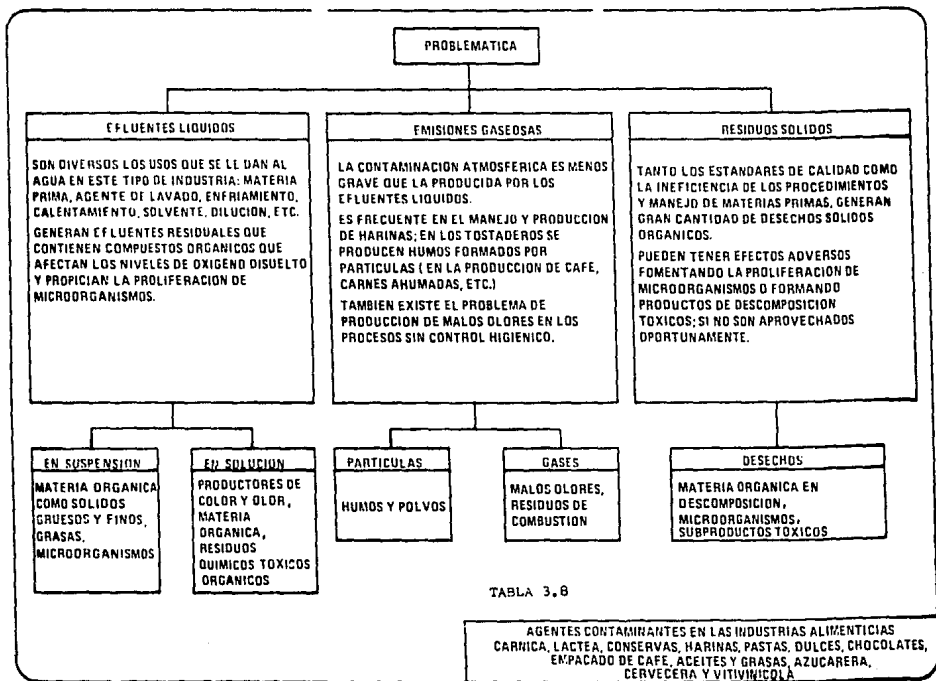 PROBLEMATICA
EFLUENTES LIQUIDOS
SON DIVERSOS LOS USOS QUE SE LE DAN AL
AGUA EN ESTE TIPO DE INDUSTRIA: MATERIA
PRIMA, AGENTE DE LAVADO, ENFRIAMIENTO,
CALENTAMIENTO, SOLVENTE, DILUCION, ETC.
GENERAN EFLUENTES RESIDUALES QUE
CONTIENEN COMPUESTOS ORGANICOS QUE
AFECTAN LOS NIVELES DE OXIGENO DISUELTO
Y PROPICIAN LA PROLIFERACION DE
MICROORGANISMOS.
EMISIONES GASEOSAS
LA CONTAMINACION ATMOSFERICA ES MENOS
GRAVE QUE LA PRODUCIDA POR LOS
EFLUENTES LIQUIDOS.
ES FRECUENTE EN EL MANEJO Y PRODUCCION
DE HARINAS; EN LOS TOSTADEROS SE
PRODUCEN HUMOS FORMADOS POR
PARTICULAS ( EN LA PRODUCCION DE CAFE,
CARNES AHUMADAS, ETC.)
TAMBIEN EXISTE EL PROBLEMA DE
PRODUCCION DE MALOS OLORES EN LOS
PROCESOS SIN CONTROL HIGIENICO.
RESIDUOS SOLIDOS
TANTO LOS ESTANDARES DE CALIDAD COMO
LA INEFICIENCIA DE LOS PROCEDIMIENTOS
Y MANEJO DE MATERIAS PRIMAS, GENERAN
GRAN CANTIDAD DE DESECHOS SOLIDOS
ORGANICOS.
PUEDEN TENER EFECTOS ADVERSOS
FOMENTANDO LA PROLIFERACION DE
MICROORGANISMOS O FORMANDO
PRODUCTOS DE DESCOMPOSICION
TOXICOS; SI NO SON APROVECHADOS
OPORTUNAMENTE.
EN SUSPENSION
MATERIA ORGANICA
COMO SOLIDOS
GRUESOS Y FINOS,
GRASAS,
MICROORGANISMOS
EN SOLUCION
PRODUCTORES DE
COLOR Y OLOR,
MATERIA
ORGANICA,
RESIDUOS
QUIMICOS TOXICOS
ORGANICOS
PARTICULAS
HUMOS Y POLVOS
GASES
MALOS OLORES,
RESIDUOS DE
COMBUSTION
DESECHOS
MATERIA ORGANICA EN
DESCOMPOSICION,
MICROORGANISMOS,
SUBPRODUCTOS TOXICOS
TABLA 3.8
AGENTES CONTAMINANTES EN LAS INDUSTRIAS ALIMENTICIAS
CARNICA, LACTEA, CONSERVAS, HARINAS, PASTAS, DULCES, CHOCOLATES,
EMPACADO DE CAFE, ACEITES Y GRASAS, AZUCARERA,
CERVECERA Y VITIVINICOLA